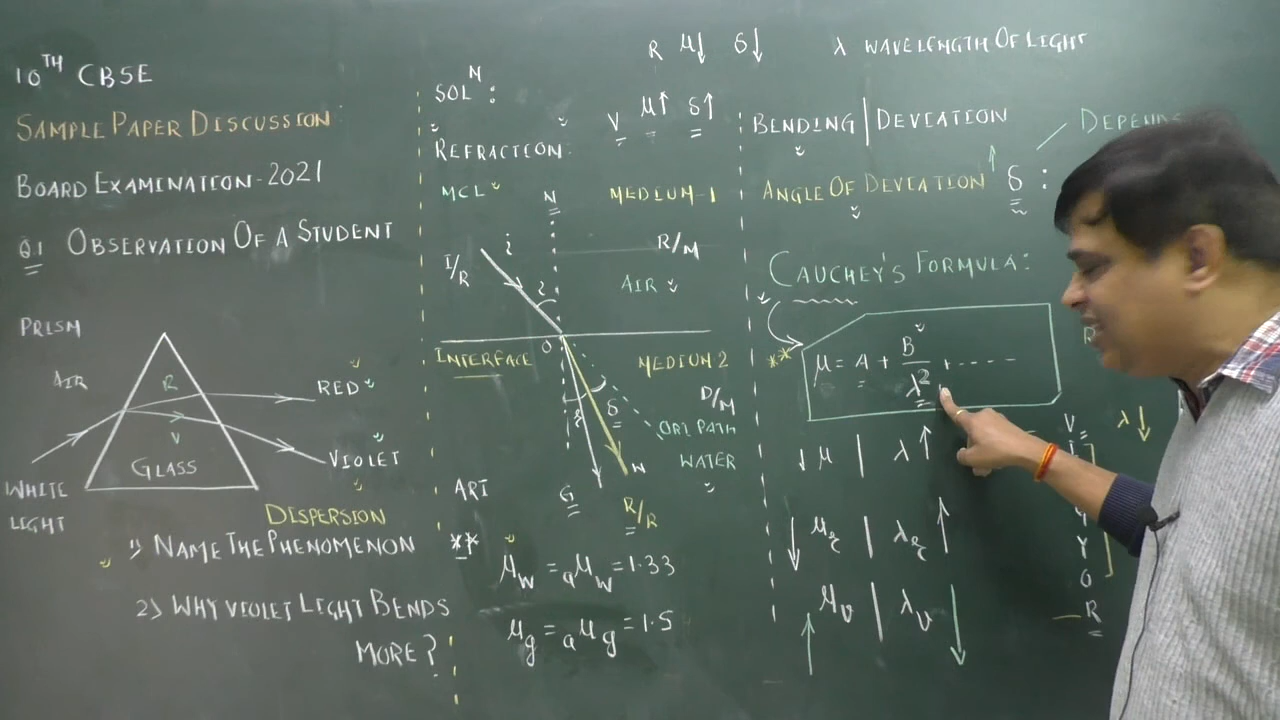 10TH CBSE
SAMPLE PAPER DISCUSSION:
BOARD EXAMINATION-2021
Q.1 OBSERVATION OF A STUDENT
PRISM
AIR
R
V
GLASS
RED
VIOLET
WHITE
LIGHT
DISPERSION
1) NAME THE PHENOMENON
2) WHY VIOLET LIGHT BENDS
MORE?
SOLN:
REFRACTION:
MCL
N
MEDIUM-1
I/R
i
i
R/M
AIR
O
INTERFACE
MEDIUM 2
D/M
δ
r
ORI PATH
WATER
W
G
R/R
ART
** μw = aμw = 1.33
μg = aμg = 1.5
R μ↓ δ↓
V μ↑ δ↑
λ WAVELENGTH OF LIGHT
BENDING | DEVIATION
DEPENDS
ANGLE OF DEVIATION ↑ δ :
CAUCHEY'S FORMULA:
** μ = A + B/λ² + ....
↓ μ | λ ↑
↓ μr | λr ↑
↑ μv | λv ↓
R
V
I
Y
O
R
λ↓